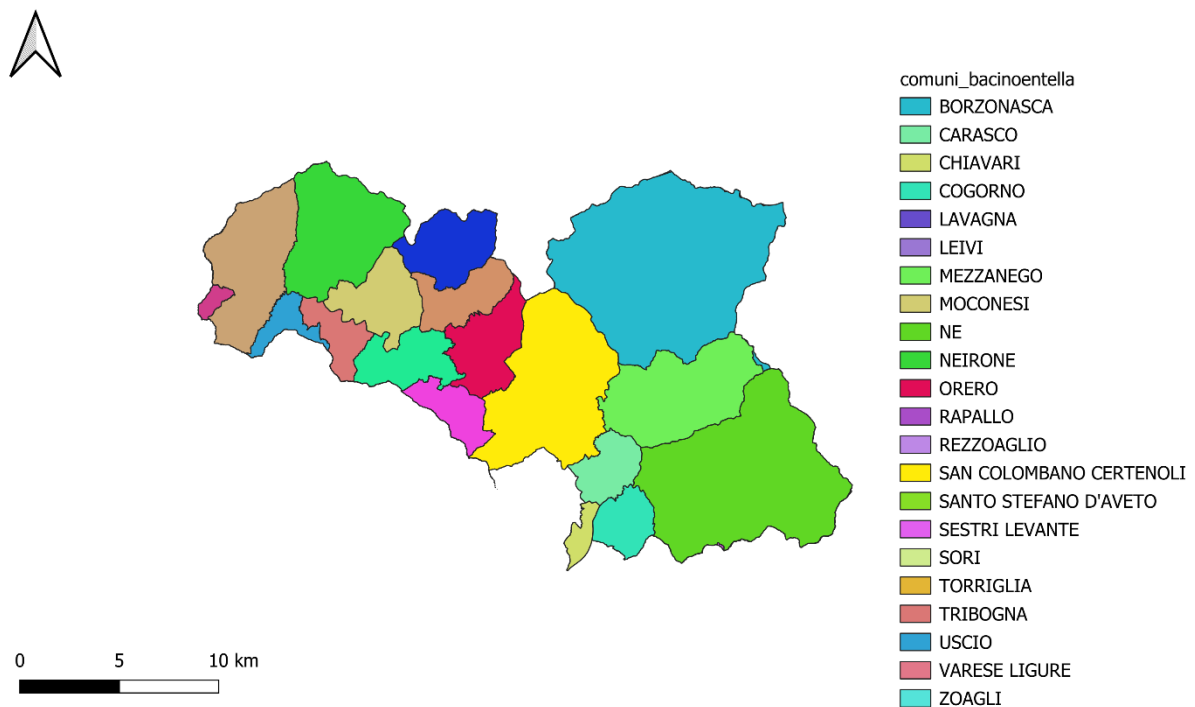 comuni_bacinoentella
BORZONASCA
CARASCO
CHIAVARI
COGORNO
LAVAGNA
LEIVI
MEZZANEGO
MOCONESI
NE
NEIRONE
ORERO
RAPALLO
REZZOAGLIO
SAN COLOMBANO CERTENOLI
SANTO STEFANO D'AVETO
SESTRI LEVANTE
SORI
TORRIGLIA
TRIBOGNA
USCIO
VARESE LIGURE
ZOAGLI
0 5 10 km